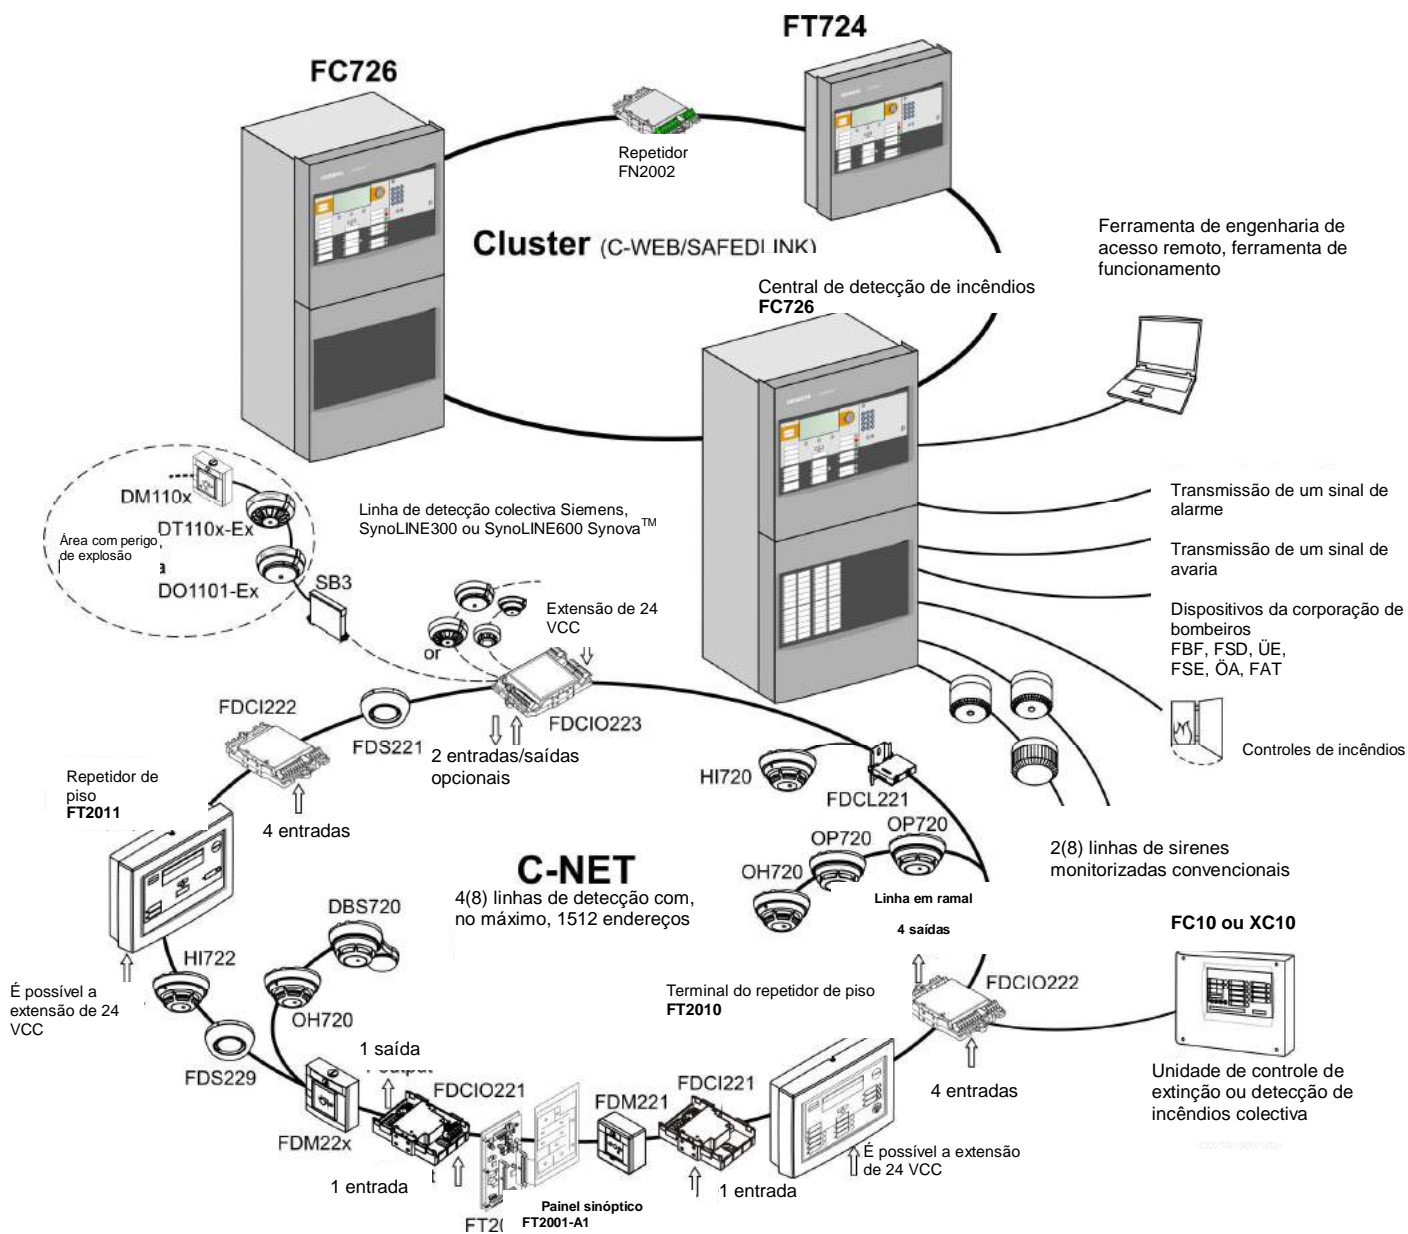 FT724
FC726
Repetidor
FN2002
Cluster (C-WEB/SAFEDLINK)
Ferramenta de engenharia de
acesso remoto, ferramenta de
funcionamento
Central de detecção de incêndios
FC726
DM110x
DT110x-Ex
Área com perigo
de explosão
DO1101-Ex
SB3
Linha de detecção colectiva Siemens,
SynoLINE300 ou SynoLINE600 Synova™
or
Extensão de 24
VCC
Transmissão de um sinal de
alarme
Transmissão de um sinal de
avaria
Dispositivos da corporação de
bombeiros
FBF, FSD, ÜE,
FSE, ÖA, FAT
Controles de incêndios
FDCI222
FDS221
FDCIO223
2 entradas/saídas
opcionais
4 entradas
Repetidor de
piso
FT2011
HI720
FDCL221
OP720
OP720
OH720
Linha em ramal
4 saídas
2(8) linhas de sirenes
monitorizadas convencionais
C-NET
4(8) linhas de detecção com,
no máximo, 1512 endereços
DBS720
HI722
OH720
É possível a
extensão de 24
VCC
FDS229
FDM22x
1 saída
FDCIO221
1 entrada
FT20
Painel sinóptico
FT2001-A1
FDM221
FDCI221
1 entrada
Terminal do repetidor de piso
FT2010
É possível a extensão
de 24 VCC
FDCIO222
4 entradas
FC10 ou XC10
Unidade de controle de
extinção ou detecção de
incêndios colectiva